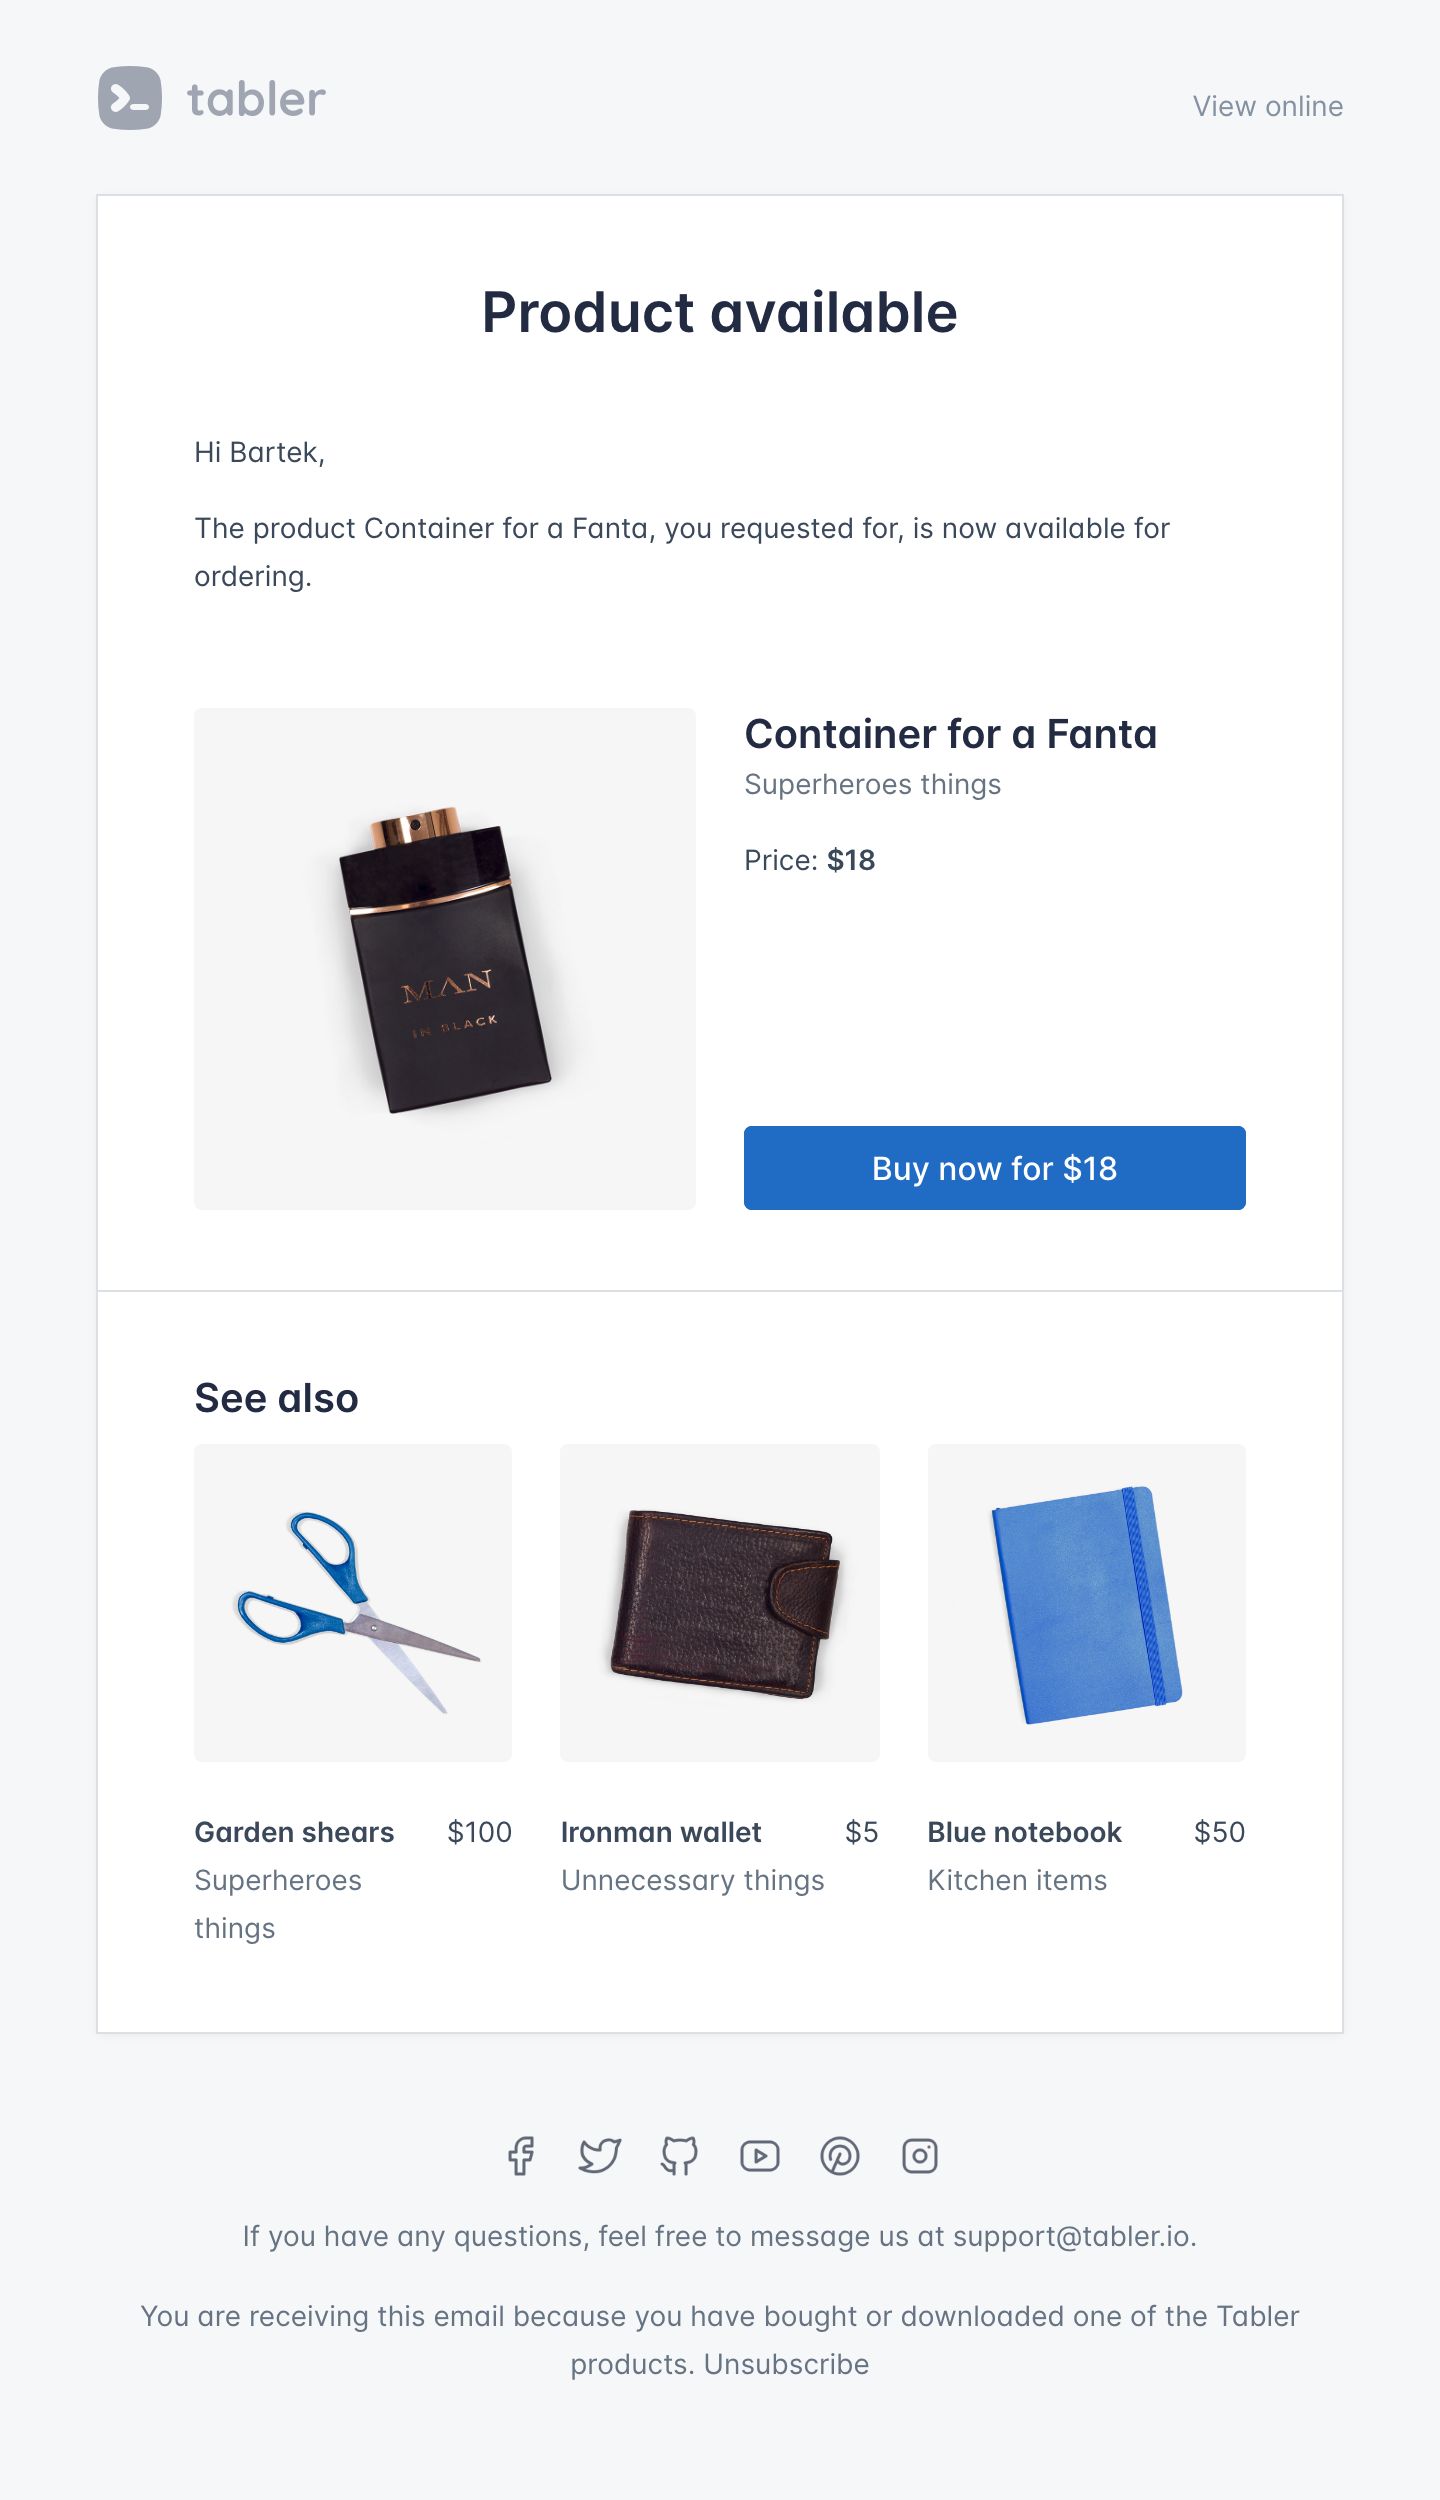 tabler
View online
Product available
Hi Bartek,
The product Container for a Fanta, you requested for, is now available for
ordering.
MAN
IN BLACK
Container for a Fanta
Superheroes things
Price: $18
Buy now for $18
See also
Garden shears $100
Superheroes
things
Ironman wallet $5
Unnecessary things
Blue notebook $50
Kitchen items
If you have any questions, feel free to message us at support@tabler.io.
You are receiving this email because you have bought or downloaded one of the Tabler
products. Unsubscribe